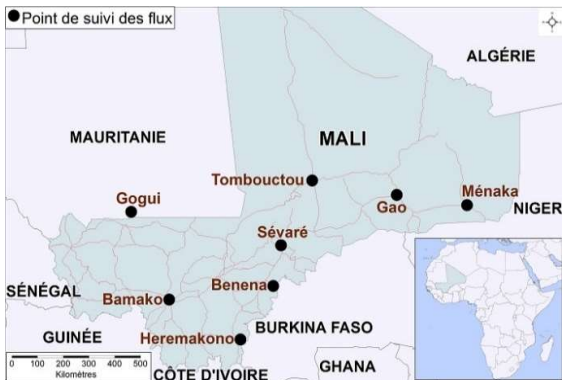 Point de suivi des flux
ALGÉRIE
MAURITANIE
MALI
Tombouctou
Gogui
Gao
Ménaka
NIGER
Sévaré
SÉNÉGAL
Bamako
Benena
GUINÉE
Heremakono
BURKINA FASO
0 100 200 300 400 500
Kilomètres
CÔTE D'IVOIRE
GHANA